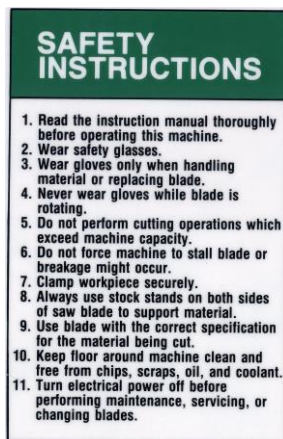 SAFETY
INSTRUCTIONS
1. Read the instruction manual thoroughly
before operating this machine.
2. Wear safety glasses.
3. Wear gloves only when handling
material or replacing blade.
4. Never wear gloves while blade is
rotating.
5. Do not perform cutting operations which
exceed machine capacity.
6. Do not force machine to stall blade or
breakage might occur.
7. Clamp workpiece securely.
8. Always use stock stands on both sides
of saw blade to support material.
9. Use blade with the correct specification
for the material being cut.
10. Keep floor around machine clean and
free from chips, scraps, oil, and coolant.
11. Turn electrical power off before
performing maintenance, servicing, or
changing blades.